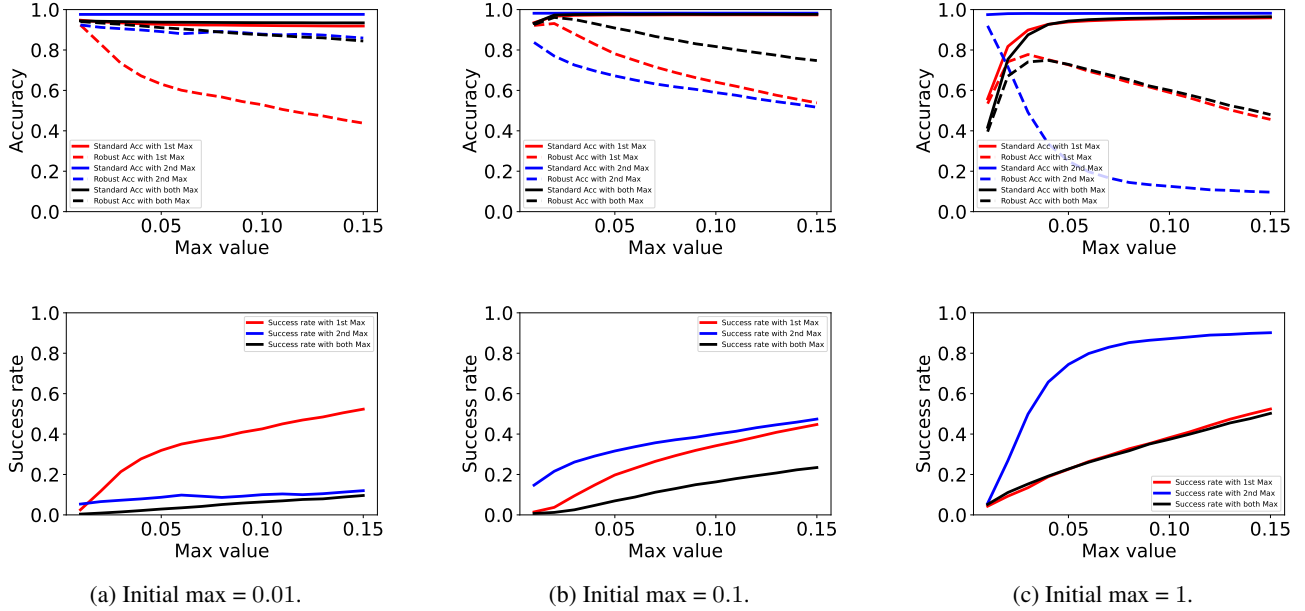 1.0
0.8
0.6
0.4
0.2
0.0
Accuracy
Standard Acc with 1st Max
Robust Acc with 1st Max
Standard Acc with 2nd Max
Robust Acc with 2nd Max
Standard Acc with both Max
Robust Acc with both Max
0.05 0.10 0.15
Max value
1.0
0.8
0.6
0.4
0.2
0.0
Accuracy
Standard Acc with 1st Max
Robust Acc with 1st Max
Standard Acc with 2nd Max
Robust Acc with 2nd Max
Standard Acc with both Max
Robust Acc with both Max
0.05 0.10 0.15
Max value
1.0
0.8
0.6
0.4
0.2
0.0
Accuracy
Standard Acc with 1st Max
Robust Acc with 1st Max
Standard Acc with 2nd Max
Robust Acc with 2nd Max
Standard Acc with both Max
Robust Acc with both Max
0.05 0.10 0.15
Max value
1.0
0.8
0.6
0.4
0.2
0.0
Success rate
Success rate with 1st Max
Success rate with 2nd Max
Success rate with both Max
0.05 0.10 0.15
Max value
1.0
0.8
0.6
0.4
0.2
0.0
Success rate
Success rate with 1st Max
Success rate with 2nd Max
Success rate with both Max
0.05 0.10 0.15
Max value
1.0
0.8
0.6
0.4
0.2
0.0
Success rate
Success rate with 1st Max
Success rate with 2nd Max
Success rate with both Max
0.05 0.10 0.15
Max value
(a) Initial max = 0.01.
(b) Initial max = 0.1.
(c) Initial max = 1.